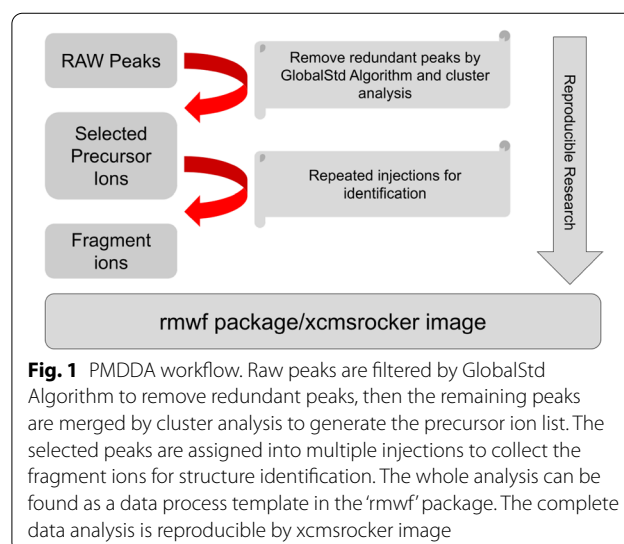 RAW Peaks
Remove redundant peaks by
GlobalStd Algorithm and cluster
analysis
Selected
Precursor
Ions
Repeated injections for
identification
Fragment
ions
Reproducible Research
rmwf package/xcmsrocker image
Fig. 1 PMDDA workflow. Raw peaks are filtered by GlobalStd
Algorithm to remove redundant peaks, then the remaining peaks
are merged by cluster analysis to generate the precursor ion list. The
selected peaks are assigned into multiple injections to collect the
fragment ions for structure identification. The whole analysis can be
found as a data process template in the ‘rmwf’ package. The complete
data analysis is reproducible by xcmsrocker image